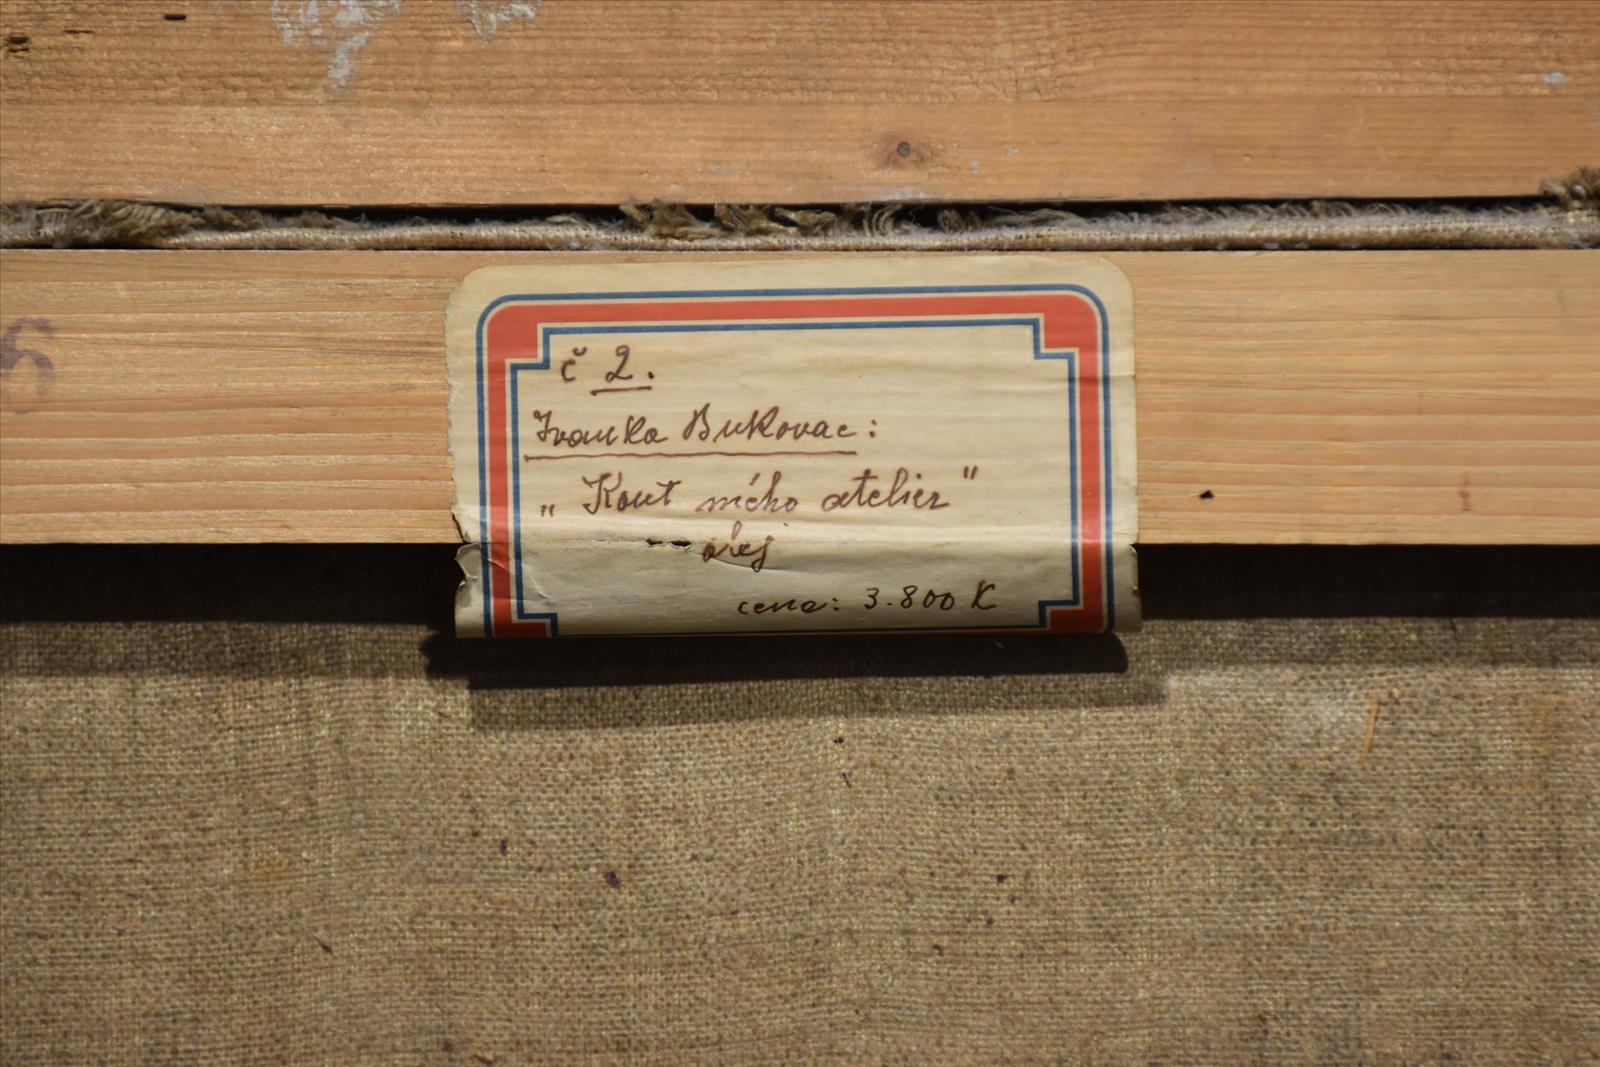 č 2.
Ivanka Bukovac:
„Kout mého atelier"
olej
cena: 3.800 K